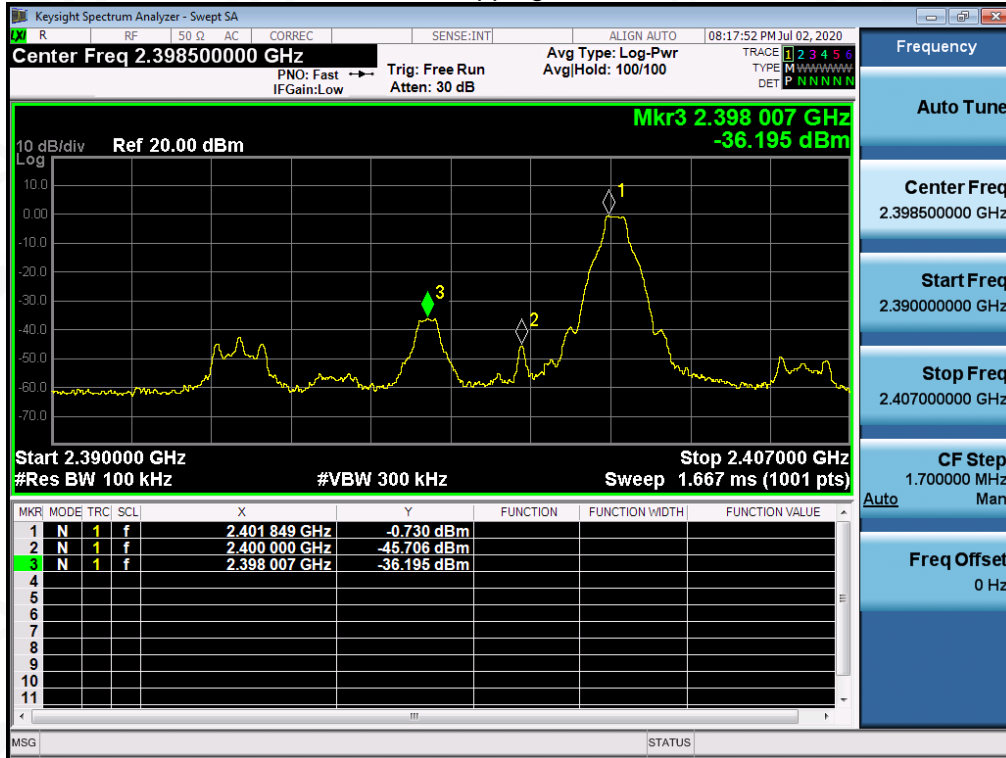 Keysight Spectrum Analyzer - Swept SA
LXI R RF 50 Ω AC CORREC SENSE:INT ALIGN AUTO 08:17:52 PM Jul 02, 2020
Center Freq 2.398500000 GHz
PNO: Fast
IFGain:Low
Trig: Free Run
Atten: 30 dB
Avg Type: Log-Pwr
Avg|Hold: 100/100
TRACE 1 2 3 4 5 6
TYPE M WWWWW
DET P N N N N N
Mkr3 2.398 007 GHz
-36.195 dBm
10 dB/div Ref 20.00 dBm
Log
10.0
0.00
-10.0
-20.0
-30.0
-40.0
-50.0
-60.0
-70.0
1
2
3
Start 2.390000 GHz Stop 2.407000 GHz
#Res BW 100 kHz #VBW 300 kHz Sweep 1.667 ms (1001 pts)
MKR MODE TRC SCL X Y FUNCTION FUNCTION WIDTH FUNCTION VALUE
1 N 1 f 2.401 849 GHz -0.730 dBm
2 N 1 f 2.400 000 GHz -45.706 dBm
3 N 1 f 2.398 007 GHz -36.195 dBm
4
5
6
7
8
9
10
11
MSG STATUS
Frequency
Auto Tune
Center Freq
2.398500000 GHz
Start Freq
2.390000000 GHz
Stop Freq
2.407000000 GHz
CF Step
1.700000 MHz
Auto Man
Freq Offset
0 Hz